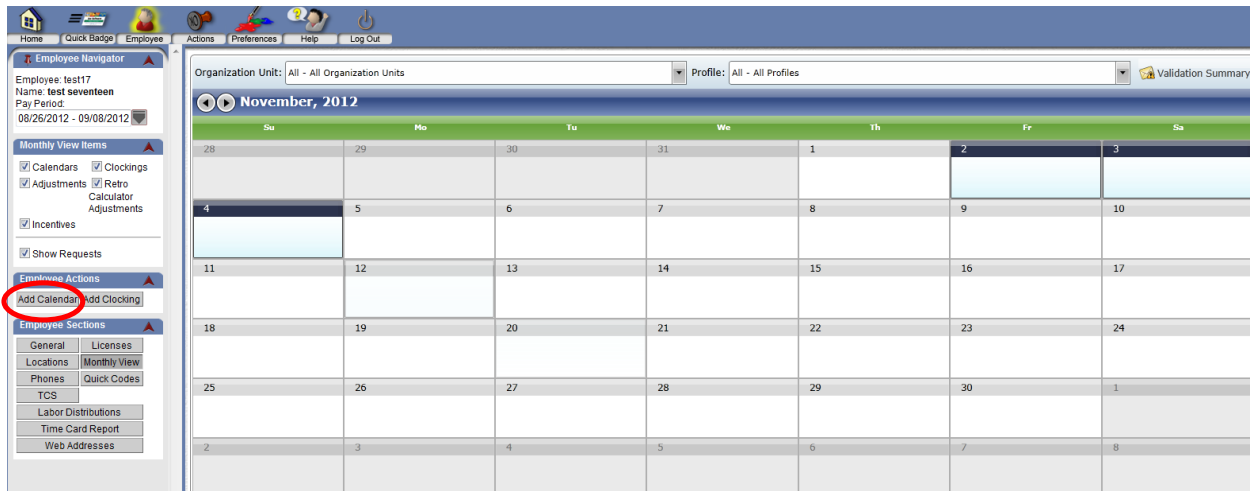 Home Quick Badge Employee Actions Preferences Help Log Out
Employee Navigator
Employee: test17
Name: test seventeen
Pay Period:
08/26/2012 - 09/08/2012
Monthly View Items
Calendars Clockings
Adjustments Retro
Calculator
Adjustments
Incentives
Show Requests
Employee Actions
Add Calendar Add Clocking
Employee Sections
General Licenses
Locations Monthly View
Phones Quick Codes
TCS
Labor Distributions
Time Card Report
Web Addresses
Organization Unit: All - All Organization Units Profile: All - All Profiles Validation Summary
November, 2012
Su Mo Tu We Th Fr Sa
28 29 30 31 1 2 3
4 5 6 7 8 9 10
11 12 13 14 15 16 17
18 19 20 21 22 23 24
25 26 27 28 29 30 1
2 3 4 5 6 7 8